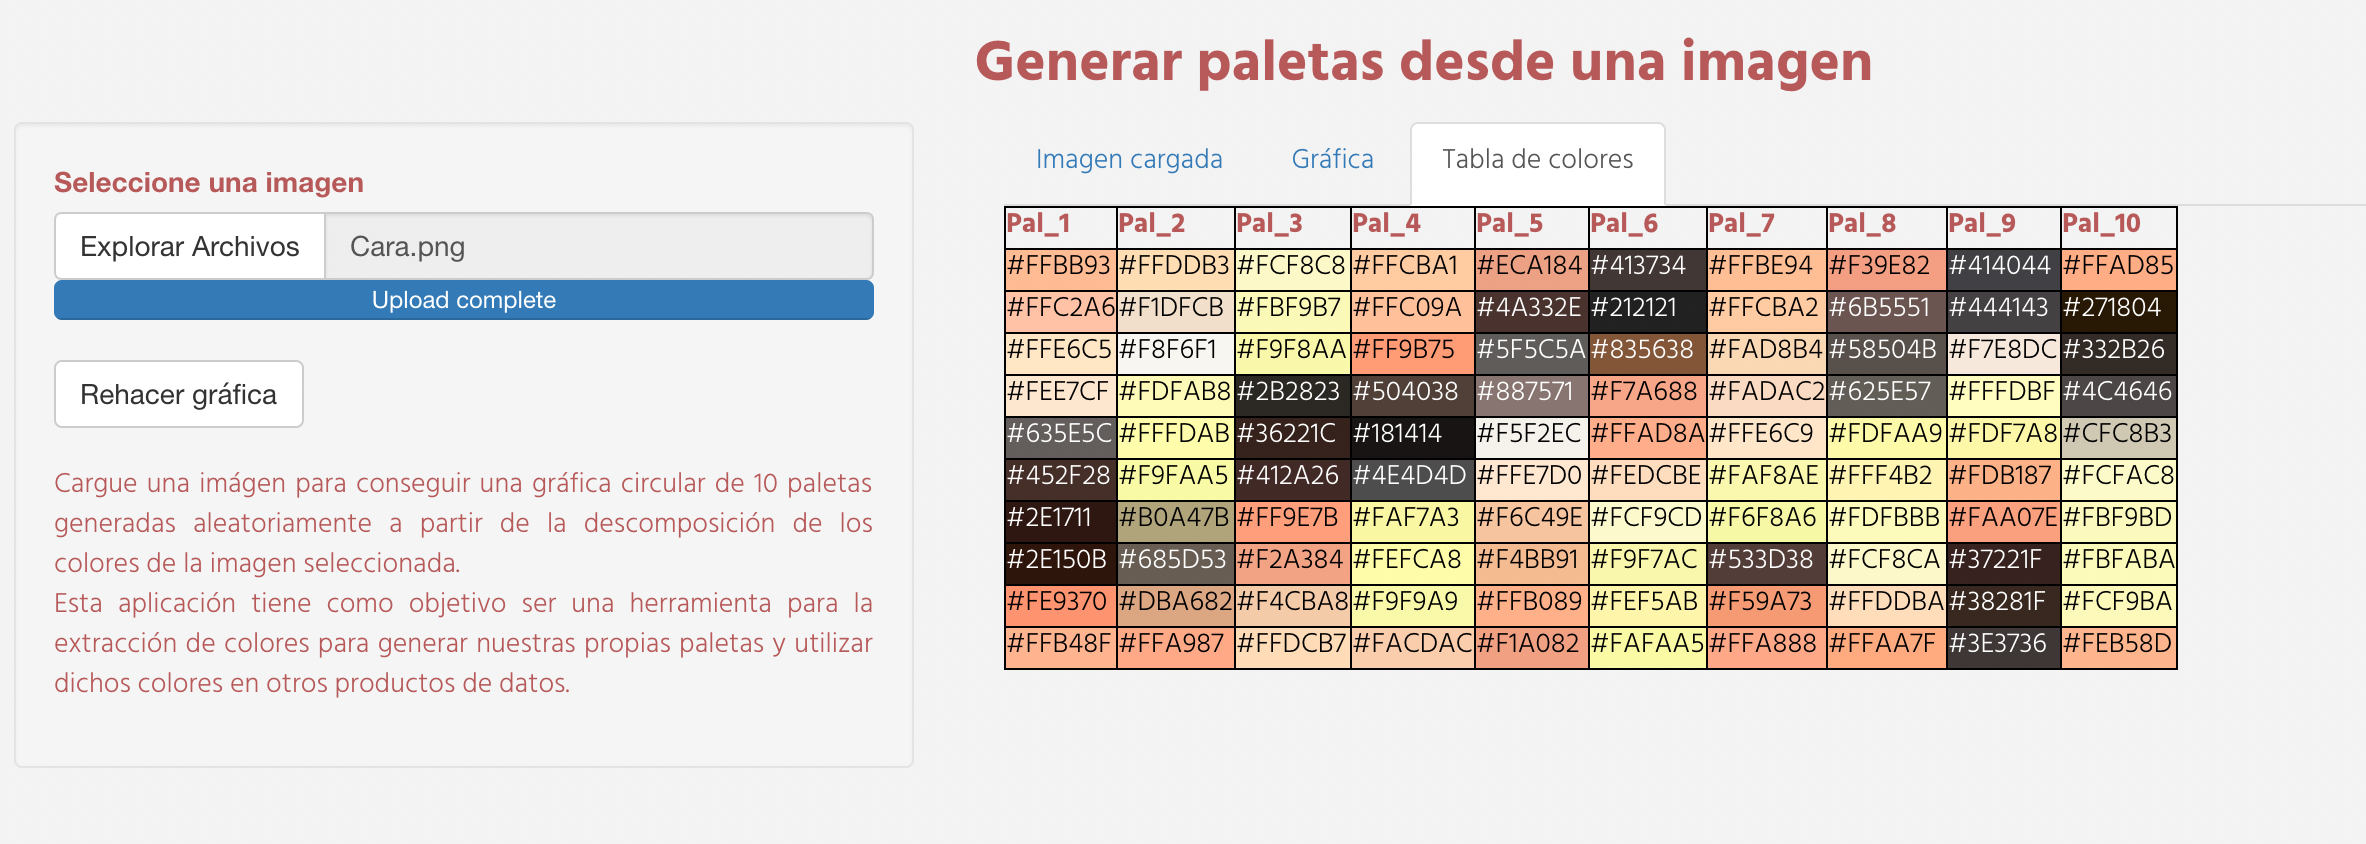 Generar paletas desde una imagen
Seleccione una imagen
Explorar Archivos Cara.png
Upload complete
Rehacer gráfica
Cargue una imágen para conseguir una gráfica circular de 10 paletas
generadas aleatoriamente a partir de la descomposición de los
colores de la imagen seleccionada.
Esta aplicación tiene como objetivo ser una herramienta para la
extracción de colores para generar nuestras propias paletas y utilizar
dichos colores en otros productos de datos.
Imagen cargada Gráfica Tabla de colores
Pal_1 Pal_2 Pal_3 Pal_4 Pal_5 Pal_6 Pal_7 Pal_8 Pal_9 Pal_10
#FFBB93 #FFDDB3 #FCF8C8 #FFCBA1 #ECA184 #413734 #FFBE94 #F39E82 #414044 #FFAD85
#FFC2A6 #F1DFCB #FBF9B7 #FFC09A #4A332E #212121 #FFCBA2 #6B5551 #444143 #271804
#FFE6C5 #F8F6F1 #F9F8AA #FF9B75 #5F5C5A #835638 #FAD8B4 #58504B #F7E8DC #332B26
#FEE7CF #FDFAB8 #2B2823 #504038 #887571 #F7A688 #FADAC2 #625E57 #FFFDBF #4C4646
#635E5C #FFFDAB #36221C #181414 #F5F2EC #FFAD8A #FFE6C9 #FDFAA9 #FDF7A8 #CFC8B3
#452F28 #F9FAA5 #412A26 #4E4D4D #FFE7D0 #FEDCBE #FAF8AE #FFF4B2 #FDB187 #FCFAC8
#2E1711 #B0A47B #FF9E7B #FAF7A3 #F6C49E #FCF9CD #F6F8A6 #FDFBBB #FAA07E #FBF9BD
#2E150B #685D53 #F2A384 #FEFCA8 #F4BB91 #F9F7AC #533D38 #FCF8CA #37221F #FBFABA
#FE9370 #DBA682 #F4CBA8 #F9F9A9 #FFB089 #FEF5AB #F59A73 #FFDDBA #38281F #FCF9BA
#FFB48F #FFA987 #FFDCB7 #FACDAC #F1A082 #FAFAA5 #FFA888 #FFAA7F #3E3736 #FEB58D